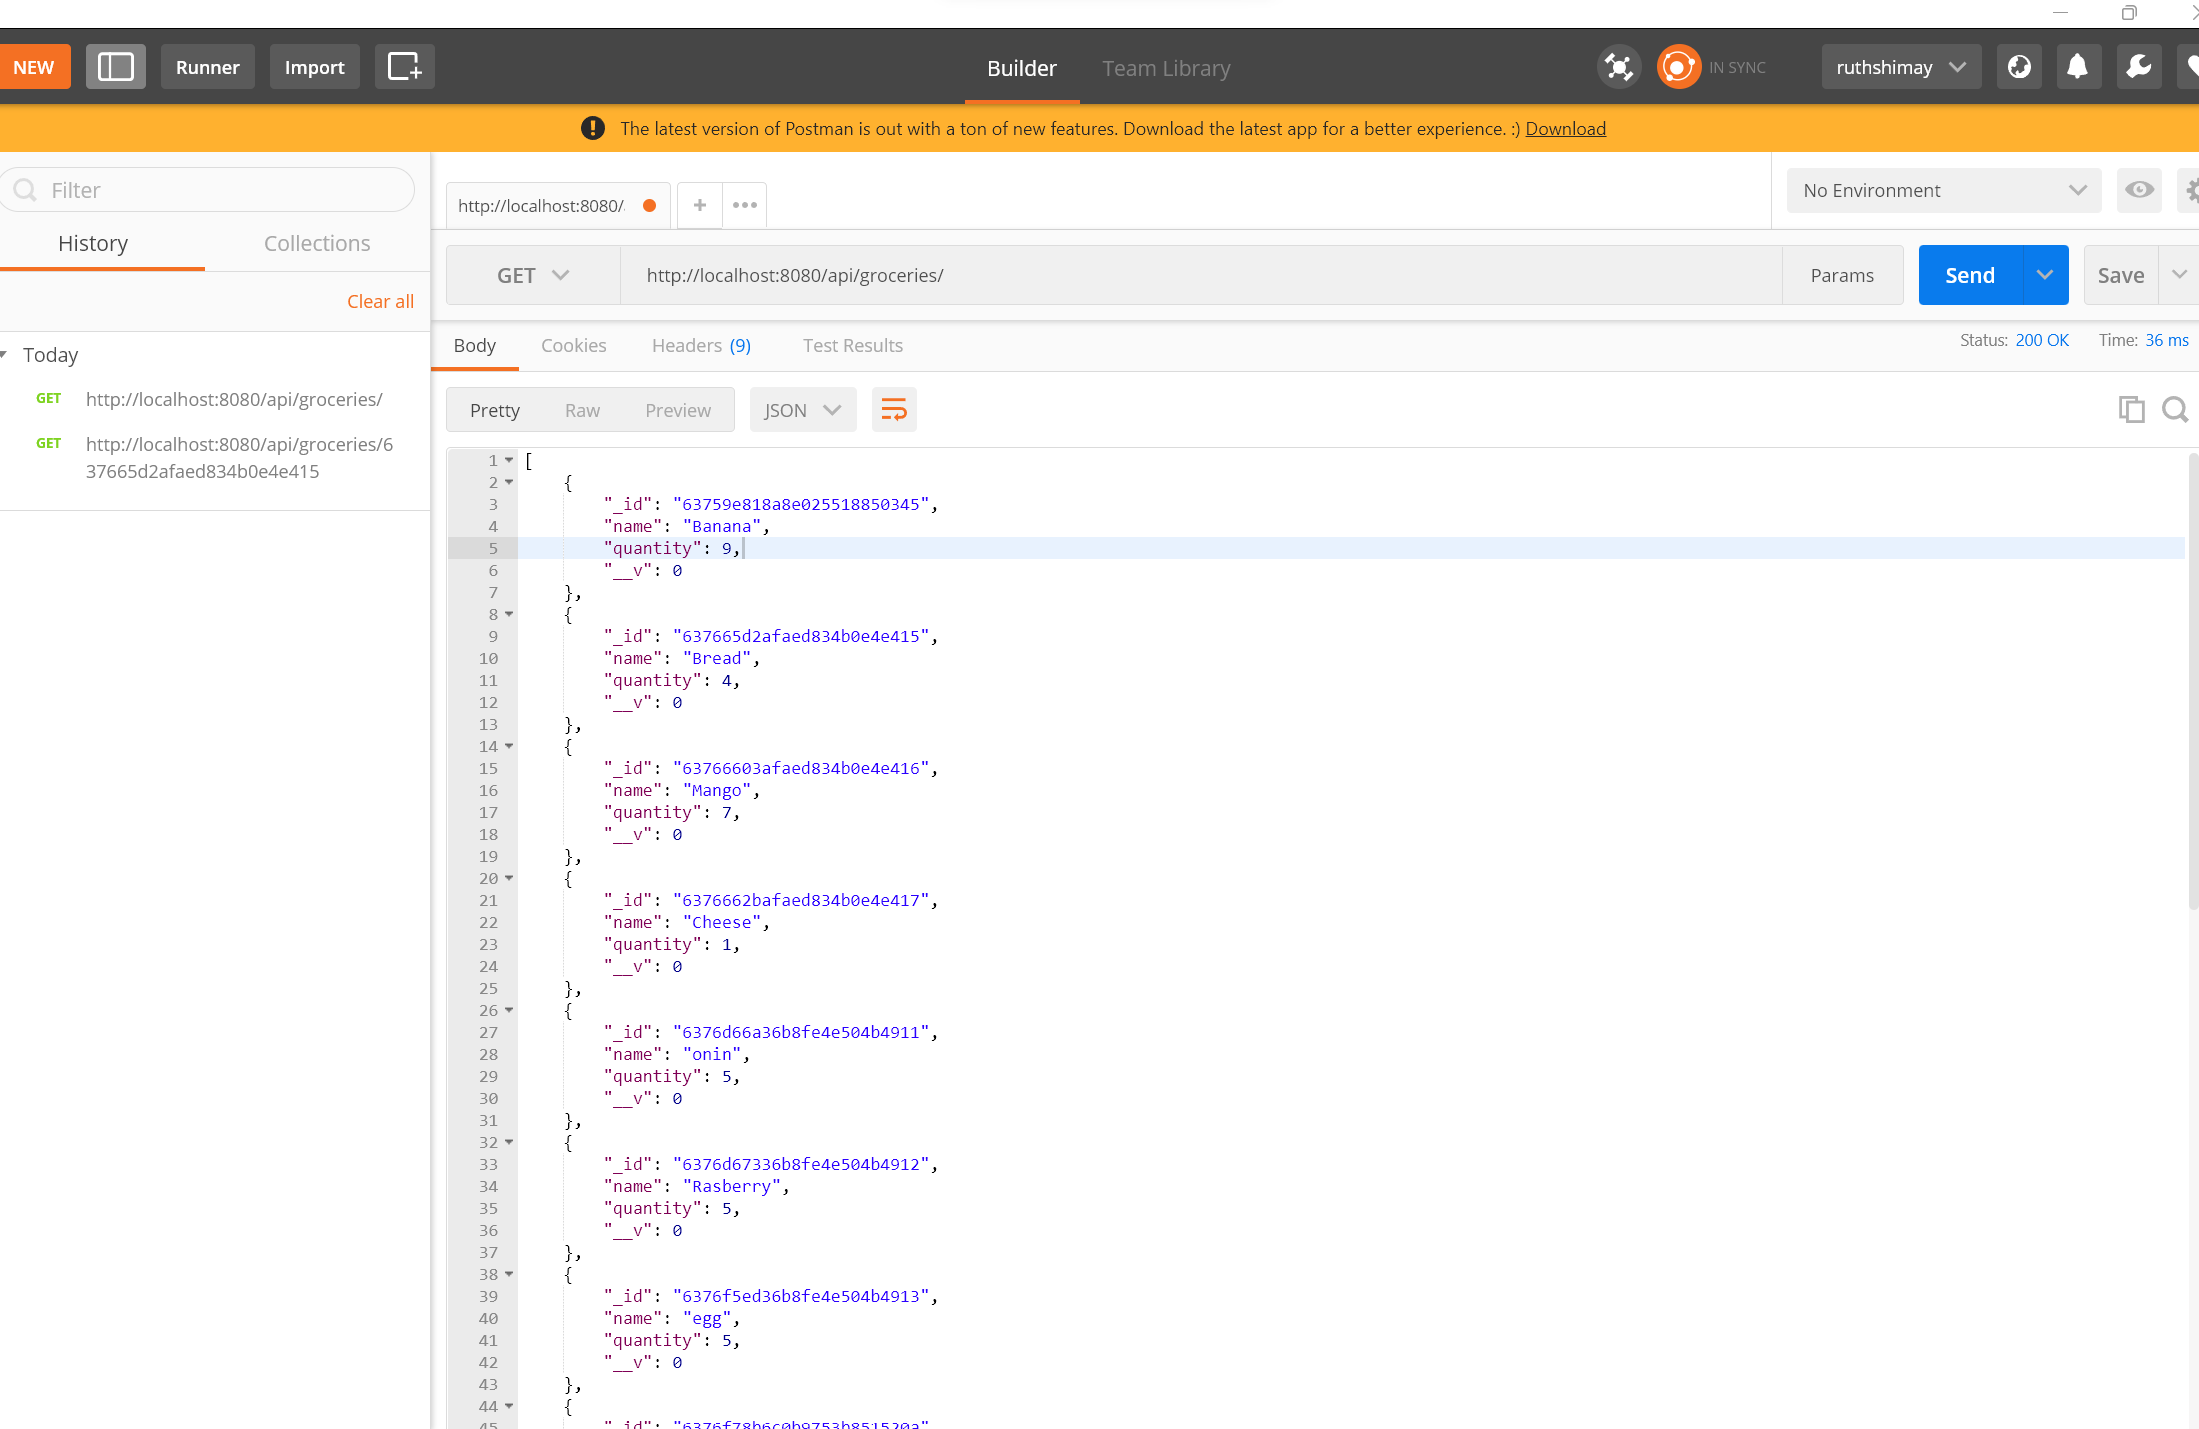 NEW
Runner
Import
Builder
Team Library
IN SYNC
ruthshimay
The latest version of Postman is out with a ton of new features. Download the latest app for a better experience. :) Download
Filter
History
Collections
Clear all
Today
GET http://localhost:8080/api/groceries/
GET http://localhost:8080/api/groceries/6
37665d2afaed834b0e4e415
http://localhost:8080/
No Environment
GET
http://localhost:8080/api/groceries/
Params
Send
Save
Body
Cookies
Headers (9)
Test Results
Status: 200 OK
Time: 36 ms
Pretty
Raw
Preview
JSON
1 [
2 {
3 "_id": "63759e818a8e025518850345",
4 "name": "Banana",
5 "quantity": 9,
6 "__v": 0
7 },
8 {
9 "_id": "637665d2afaed834b0e4e415",
10 "name": "Bread",
11 "quantity": 4,
12 "__v": 0
13 },
14 {
15 "_id": "63766603afaed834b0e4e416",
16 "name": "Mango",
17 "quantity": 7,
18 "__v": 0
19 },
20 {
21 "_id": "6376662bafaed834b0e4e417",
22 "name": "Cheese",
23 "quantity": 1,
24 "__v": 0
25 },
26 {
27 "_id": "6376d66a36b8fe4e504b4911",
28 "name": "onin",
29 "quantity": 5,
30 "__v": 0
31 },
32 {
33 "_id": "6376d67336b8fe4e504b4912",
34 "name": "Rasberry",
35 "quantity": 5,
36 "__v": 0
37 },
38 {
39 "_id": "6376f5ed36b8fe4e504b4913",
40 "name": "egg",
41 "quantity": 5,
42 "__v": 0
43 },
44 {
45 "_id":